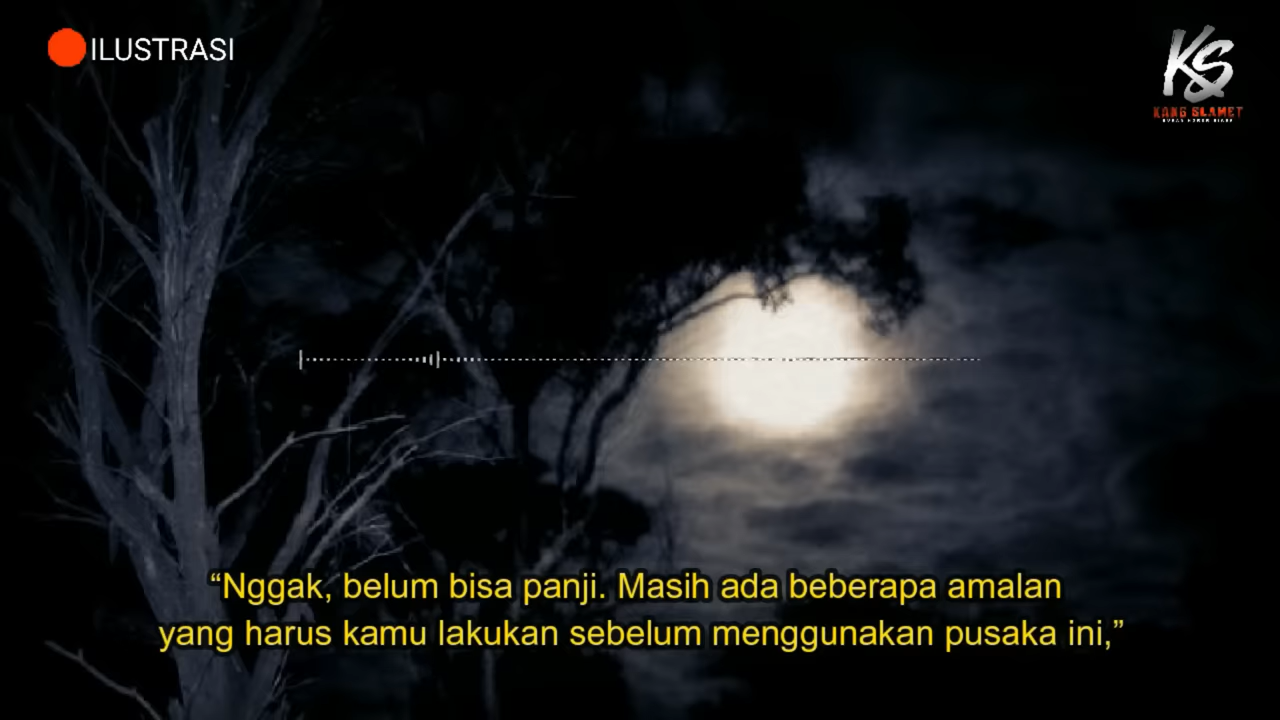 ILUSTRASI
KS
KANG SLAMET
“Nggak, belum bisa panji. Masih ada beberapa amalan
yang harus kamu lakukan sebelum menggunakan pusaka ini,”